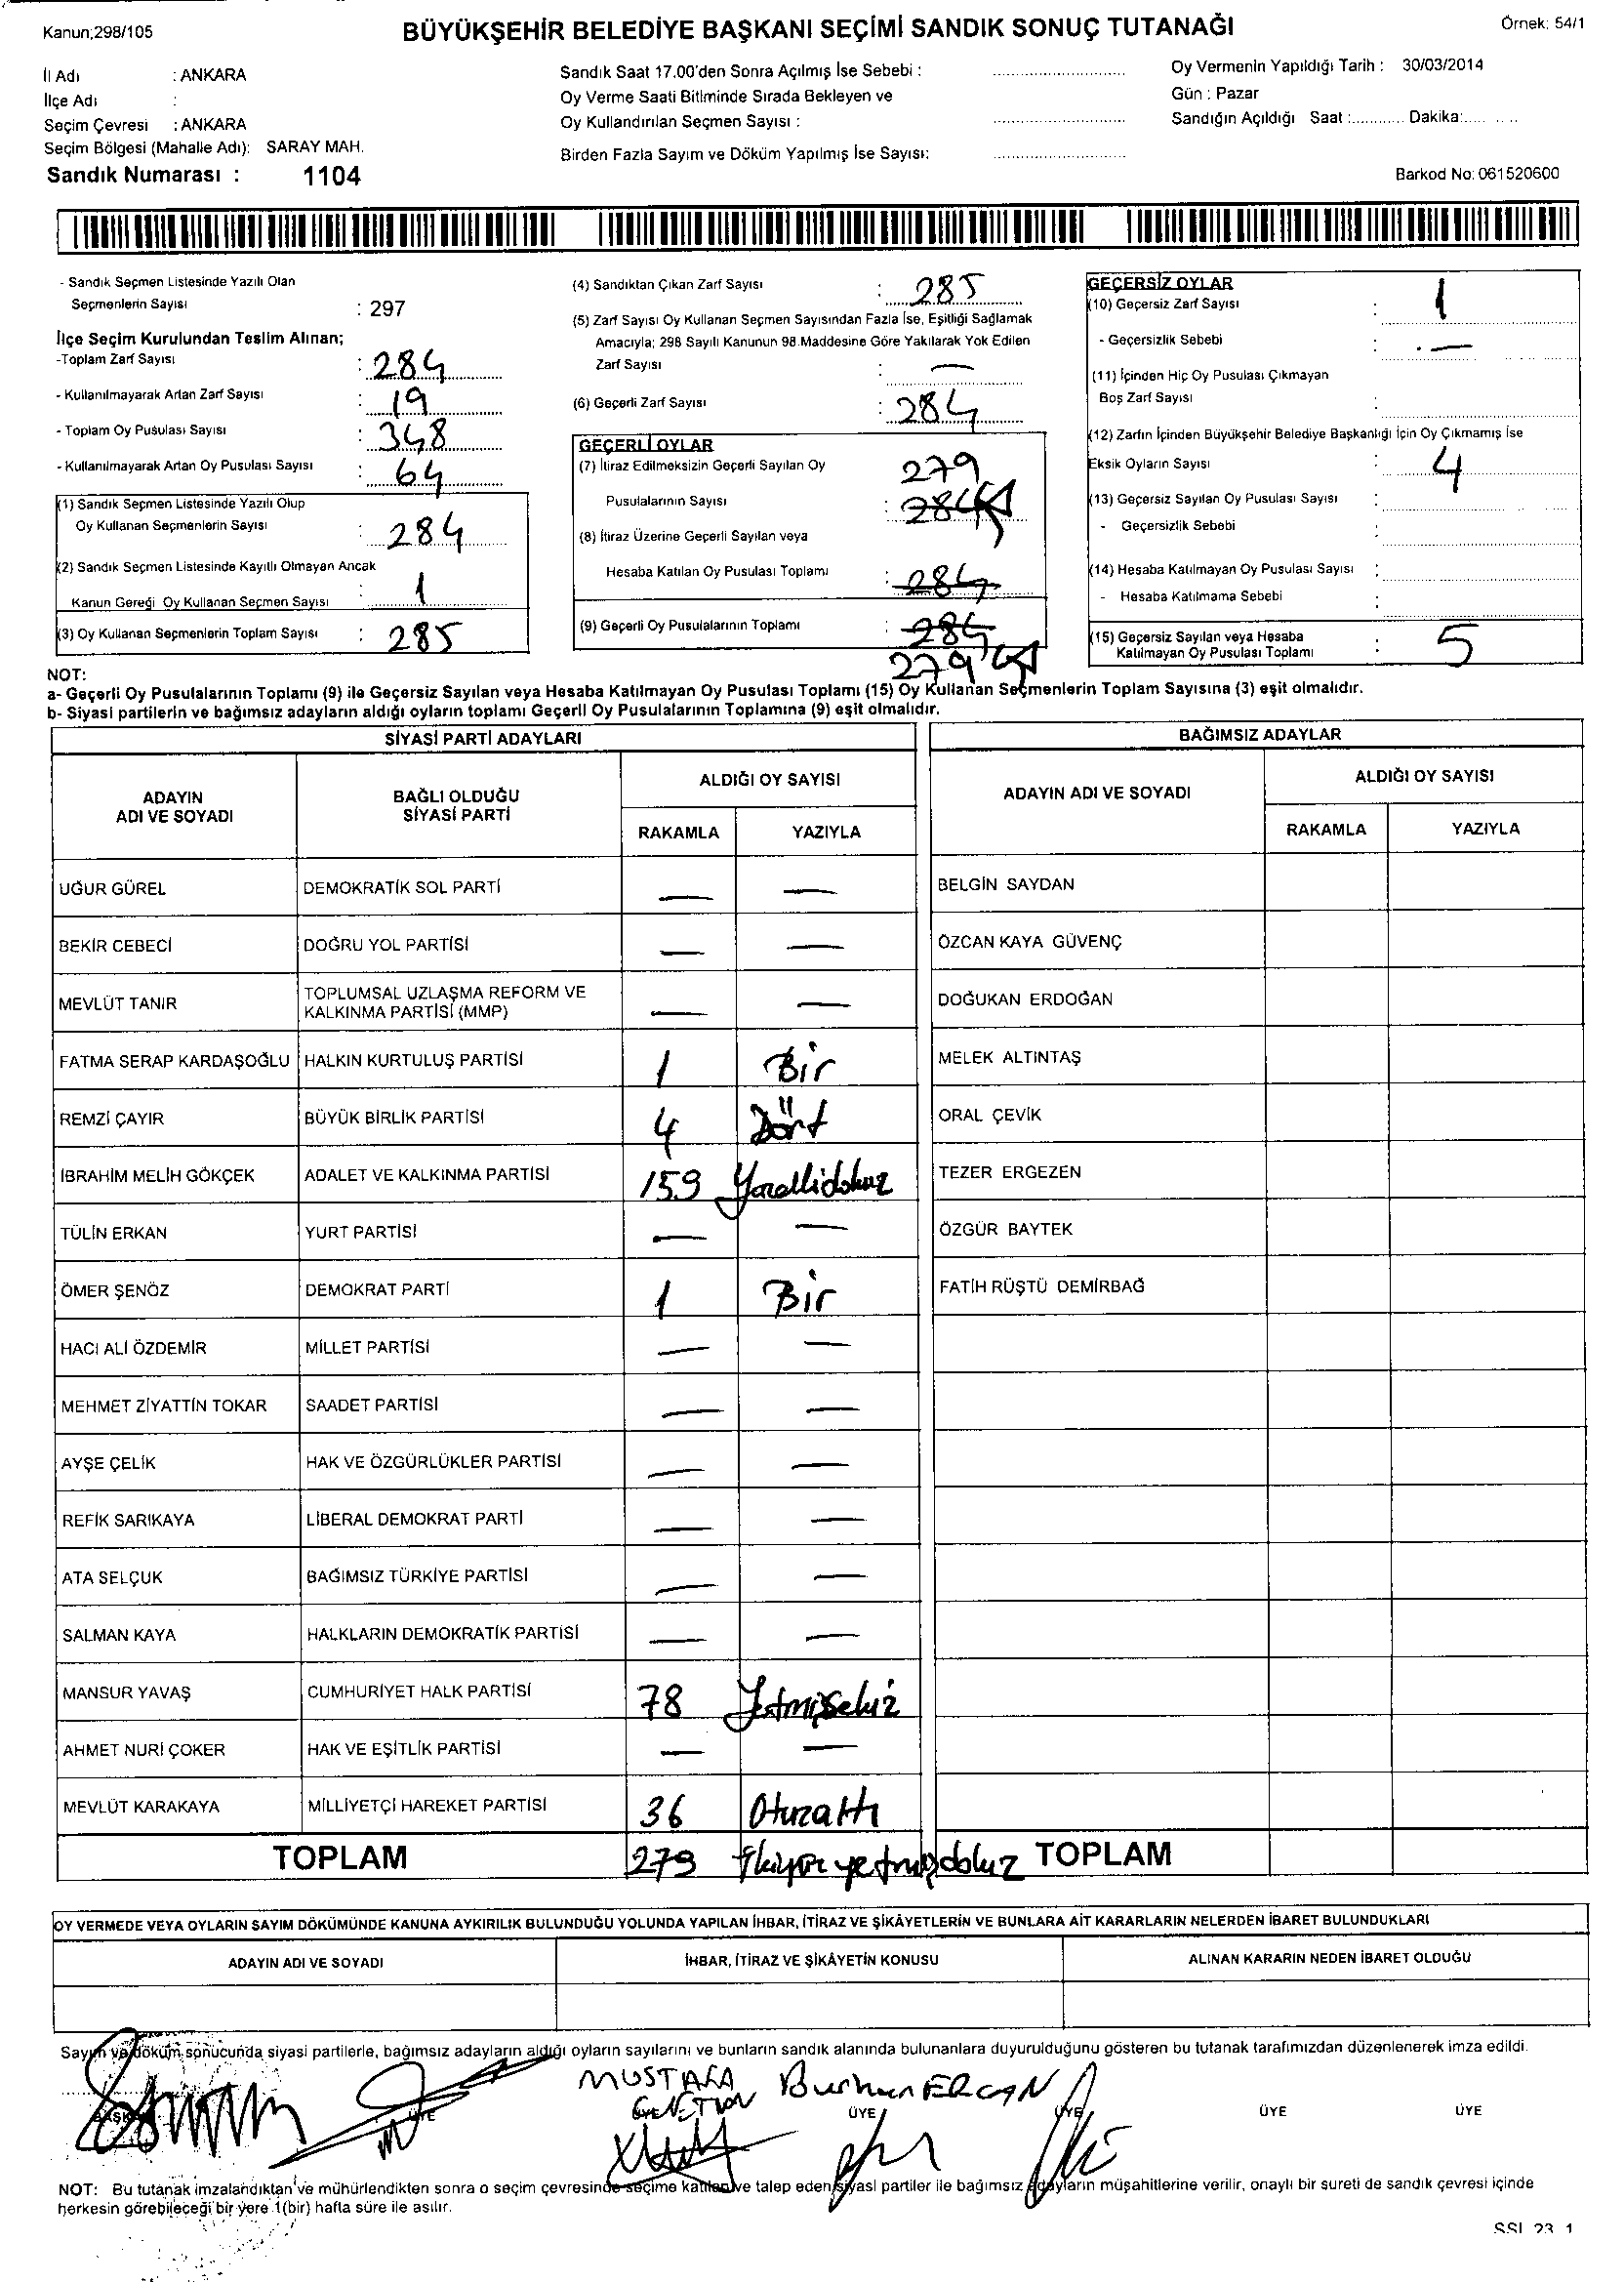 Kanun;298/105
BÜYÜKŞEHİR BELEDİYE BAŞKANI SEÇİMİ SANDIK SONUÇ TUTANAĞI
Örnek: 54/1
İl Adı : ANKARA
İlçe Adı :
Seçim Çevresi : ANKARA
Seçim Bölgesi (Mahalle Adı): SARAY MAH.
Sandık Numarası : 1104
Sandık Saat 17.00'den Sonra Açılmış İse Sebebi :
Oy Verme Saati Bitiminde Sırada Bekleyen ve
Oy Kullandırılan Seçmen Sayısı :
Birden Fazla Sayım ve Döküm Yapılmış İse Sayısı:
Oy Vermenin Yapıldığı Tarih : 30/03/2014
Gün : Pazar
Sandığın Açıldığı Saat :........... Dakika:..... .. ..
Barkod No: 061520600
- Sandık Seçmen Listesinde Yazılı Olan
Seçmenlerin Sayısı : 297
İlçe Seçim Kurulundan Teslim Alınan;
-Toplam Zarf Sayısı : 284
- Kullanılmayarak Artan Zarf Sayısı : 19
- Toplam Oy Pusulası Sayısı : 348
- Kullanılmayarak Artan Oy Pusulası Sayısı : 64
(1) Sandık Seçmen Listesinde Yazılı Olup
Oy Kullanan Seçmenlerin Sayısı : 284
(2) Sandık Seçmen Listesinde Kayıtlı Olmayan Ancak
Kanun Gereği Oy Kullanan Seçmen Sayısı : 1
(3) Oy Kullanan Seçmenlerin Toplam Sayısı : 285
(4) Sandıktan Çıkan Zarf Sayısı : 285
(5) Zarf Sayısı Oy Kullanan Seçmen Sayısından Fazla İse, Eşitliği Sağlamak
Amacıyla; 298 Sayılı Kanunun 98.Maddesine Göre Yakılarak Yok Edilen
Zarf Sayısı : —
(6) Geçerli Zarf Sayısı : 284
GEÇERLİ OYLAR
(7) İtiraz Edilmeksizin Geçerli Sayılan Oy 279
Pusulalarının Sayısı : 284
(8) İtiraz Üzerine Geçerli Sayılan veya
Hesaba Katılan Oy Pusulası Toplamı : 284
(9) Geçerli Oy Pusulalarının Toplamı : 284
279
GEÇERSİZ OYLAR
(10) Geçersiz Zarf Sayısı : 1
- Geçersizlik Sebebi : —
(11) İçinden Hiç Oy Pusulası Çıkmayan
Boş Zarf Sayısı :
(12) Zarfın İçinden Büyükşehir Belediye Başkanlığı İçin Oy Çıkmamış İse
Eksik Oyların Sayısı : 4
(13) Geçersiz Sayılan Oy Pusulası Sayısı :
- Geçersizlik Sebebi :
(14) Hesaba Katılmayan Oy Pusulası Sayısı :
- Hesaba Katılmama Sebebi :
(15) Geçersiz Sayılan veya Hesaba
Katılmayan Oy Pusulası Toplamı : 5
NOT:
a- Geçerli Oy Pusulalarının Toplamı (9) ile Geçersiz Sayılan veya Hesaba Katılmayan Oy Pusulası Toplamı (15) Oy Kullanan Seçmenlerin Toplam Sayısına (3) eşit olmalıdır.
b- Siyasi partilerin ve bağımsız adayların aldığı oyların toplamı Geçerli Oy Pusulalarının Toplamına (9) eşit olmalıdır.
SİYASİ PARTİ ADAYLARI
ADAYIN ADI VE SOYADI
BAĞLI OLDUĞU SİYASİ PARTİ
ALDIĞI OY SAYISI
RAKAMLA YAZIYLA
UĞUR GÜREL DEMOKRATİK SOL PARTİ — —
BEKİR CEBECİ DOĞRU YOL PARTİSİ — —
MEVLÜT TANIR TOPLUMSAL UZLAŞMA REFORM VE KALKINMA PARTİSİ (MMP) — —
FATMA SERAP KARDAŞOĞLU HALKIN KURTULUŞ PARTİSİ 1 Bir
REMZİ ÇAYIR BÜYÜK BİRLİK PARTİSİ 4 Dört
İBRAHİM MELİH GÖKÇEK ADALET VE KALKINMA PARTİSİ 159 Yüzellidokuz
TÜLİN ERKAN YURT PARTİSİ — —
ÖMER ŞENÖZ DEMOKRAT PARTİ 1 Bir
HACI ALİ ÖZDEMİR MİLLET PARTİSİ — —
MEHMET ZİYATTİN TOKAR SAADET PARTİSİ — —
AYŞE ÇELİK HAK VE ÖZGÜRLÜKLER PARTİSİ — —
REFİK SARIKAYA LİBERAL DEMOKRAT PARTİ — —
ATA SELÇUK BAĞIMSIZ TÜRKİYE PARTİSİ — —
SALMAN KAYA HALKLARIN DEMOKRATİK PARTİSİ — —
MANSUR YAVAŞ CUMHURİYET HALK PARTİSİ 78 Yetmişsekiz
AHMET NURİ ÇOKER HAK VE EŞİTLİK PARTİSİ — —
MEVLÜT KARAKAYA MİLLİYETÇİ HAREKET PARTİSİ 36 Otuzaltı
TOPLAM 279 İkiyüzyetmişdokuz
BAĞIMSIZ ADAYLAR
ADAYIN ADI VE SOYADI
ALDIĞI OY SAYISI
RAKAMLA YAZIYLA
BELGİN SAYDAN
ÖZCAN KAYA GÜVENÇ
DOĞUKAN ERDOĞAN
MELEK ALTINTAŞ
ORAL ÇEVİK
TEZER ERGEZEN
ÖZGÜR BAYTEK
FATİH RÜŞTÜ DEMİRBAĞ
TOPLAM
OY VERMEDE VEYA OYLARIN SAYIM DÖKÜMÜNDE KANUNA AYKIRILIK BULUNDUĞU YOLUNDA YAPILAN İHBAR, İTİRAZ VE ŞİKÂYETLERİN VE BUNLARA AİT KARARLARIN NELERDEN İBARET BULUNDUKLARI
ADAYIN ADI VE SOYADI
İHBAR, İTİRAZ VE ŞİKÂYETİN KONUSU
ALINAN KARARIN NEDEN İBARET OLDUĞU
Sayım ve döküm sonucunda siyasi partilerle, bağımsız adayların aldığı oyların sayılarını ve bunların sandık alanında bulunanlara duyurulduğunu gösteren bu tutanak tarafımızdan düzenlenerek imza edildi.
MUSTAFA Burhan ERCAN
ÜYE ÜYE ÜYE ÜYE ÜYE
NOT: Bu tutanak imzalandıktan ve mühürlendikten sonra o seçim çevresinde seçime katılan ve talep eden siyasi partiler ile bağımsız adayların müşahitlerine verilir, onaylı bir sureti de sandık çevresi içinde
herkesin görebileceği bir yere 1(bir) hafta süre ile asılır.